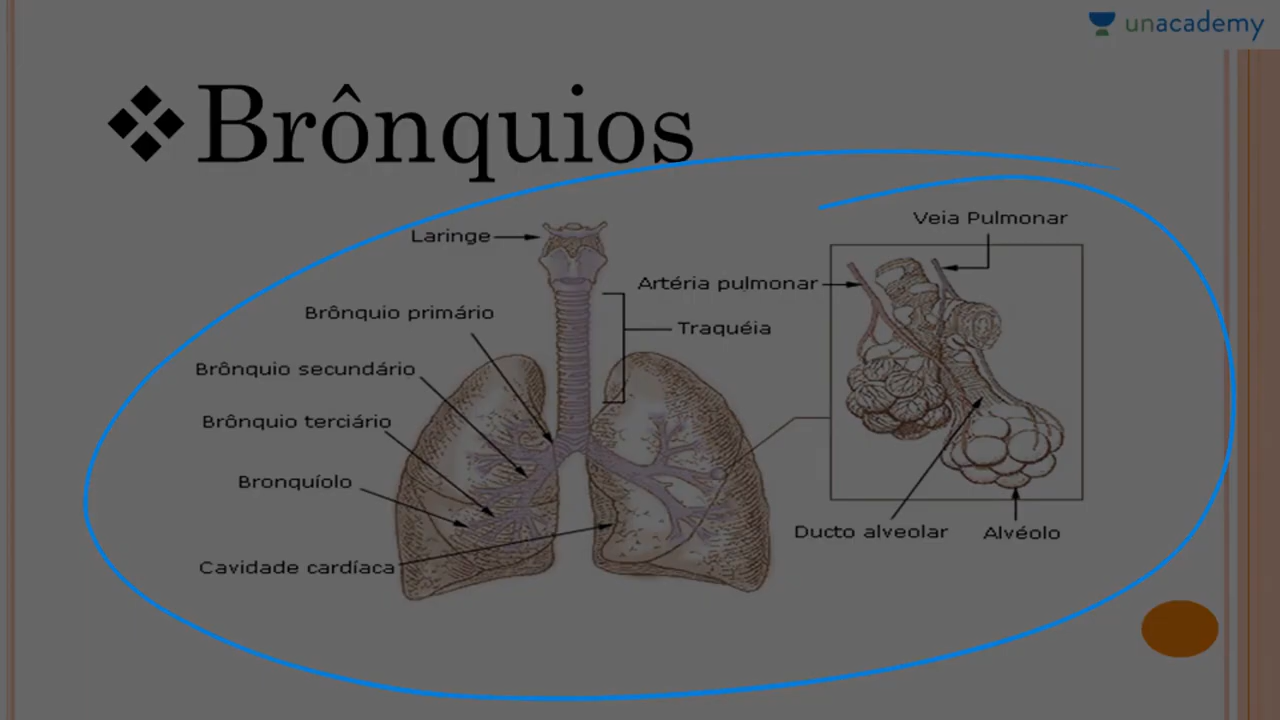 unacademy
❖Brônquios
Veia Pulmonar
Laringe
Artéria pulmonar
Brônquio primário
Traquéia
Brônquio secundário
Brônquio terciário
Bronquíolo
Ducto alveolar
Alvéolo
Cavidade cardíaca